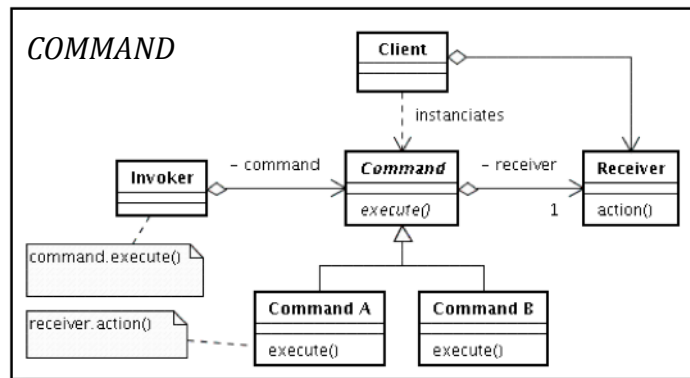 COMMAND
Client
instanciates
Invoker
– command
Command
execute()
– receiver
1
Receiver
action()
command.execute()
receiver.action()
Command A
execute()
Command B
execute()